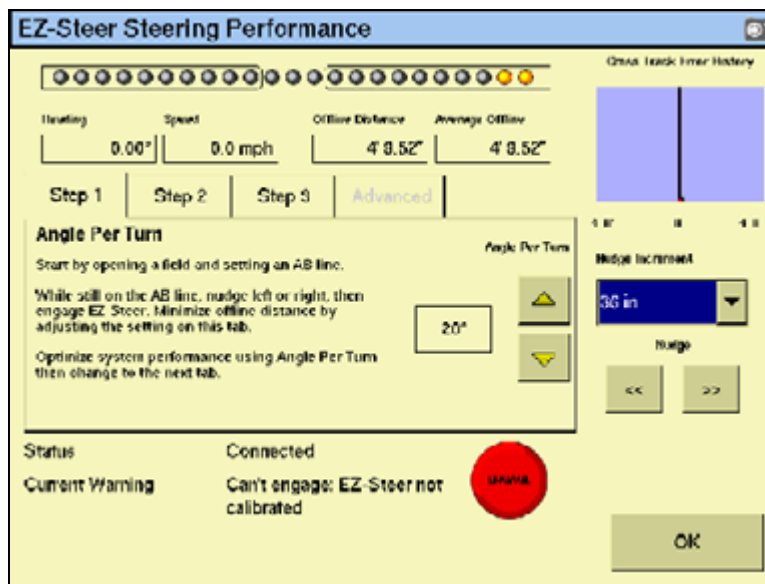 EZ-Steer Steering Performance
Cross Track Error History
Heading Speed Offline Distance Average Offline
0.00° 0.0 mph 4' 8.52" 4' 8.52"
Step 1 Step 2 Step 3 Advanced
Angle Per Turn
Angle Per Turn
Start by opening a field and setting an AB line.
While still on the AB line, nudge left or right, then
engage EZ Steer. Minimize offline distance by
adjusting the setting on this tab.
20°
Optimize system performance using Angle Per Turn
then change to the next tab.
Nudge Increment
36 in
Nudge
<< >>
Status Connected
Current Warning Can't engage: EZ-Steer not
calibrated
OK